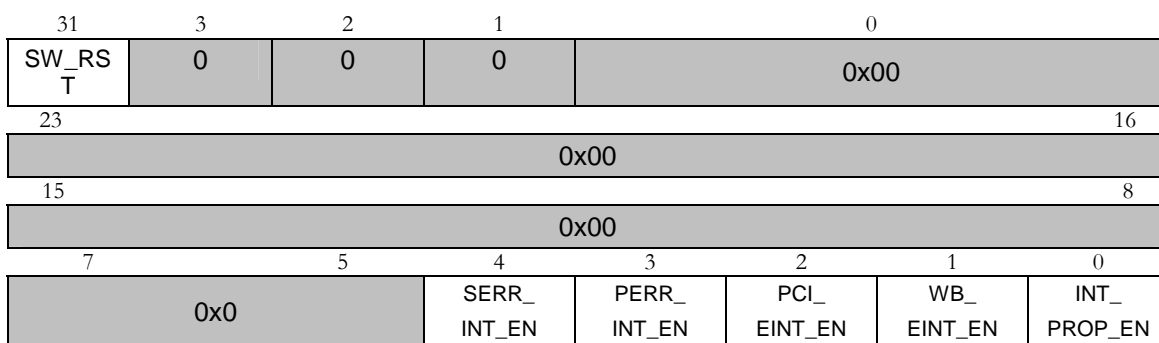 31 3 2 1 0
SW_RS 0 0 0 0x00
T
23 16
0x00
15 8
0x00
7 5 4 3 2 1 0
0x0 SERR_ PERR_ PCI_ WB_ INT_
INT_EN INT_EN EINT_EN EINT_EN PROP_EN